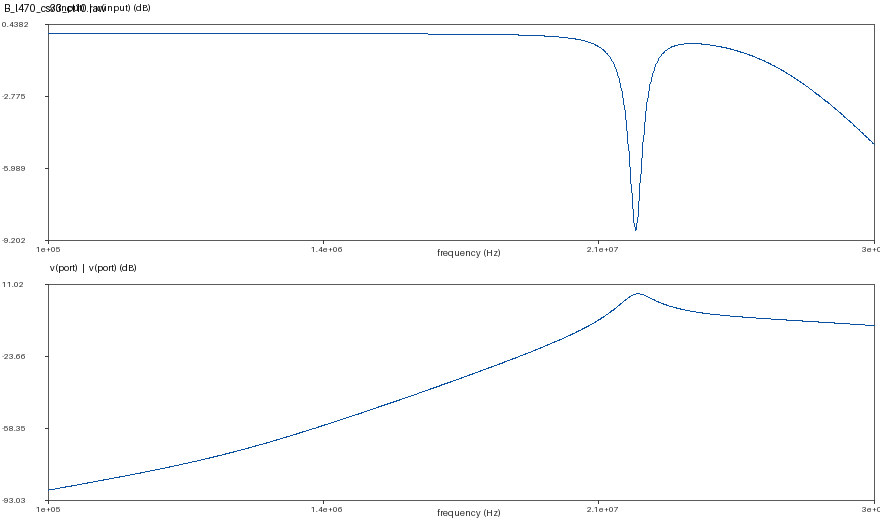 (dB)
0.4382
-2.775
-5.989
-9.202
1e+05
1.4e+06
2.1e+07
3e+0
frequency (Hz)
v(port) | v(port) (dB)
11.02
-23.66
-58.35
-93.03
1e+05
1.4e+06
2.1e+07
3e+0
frequency (Hz)